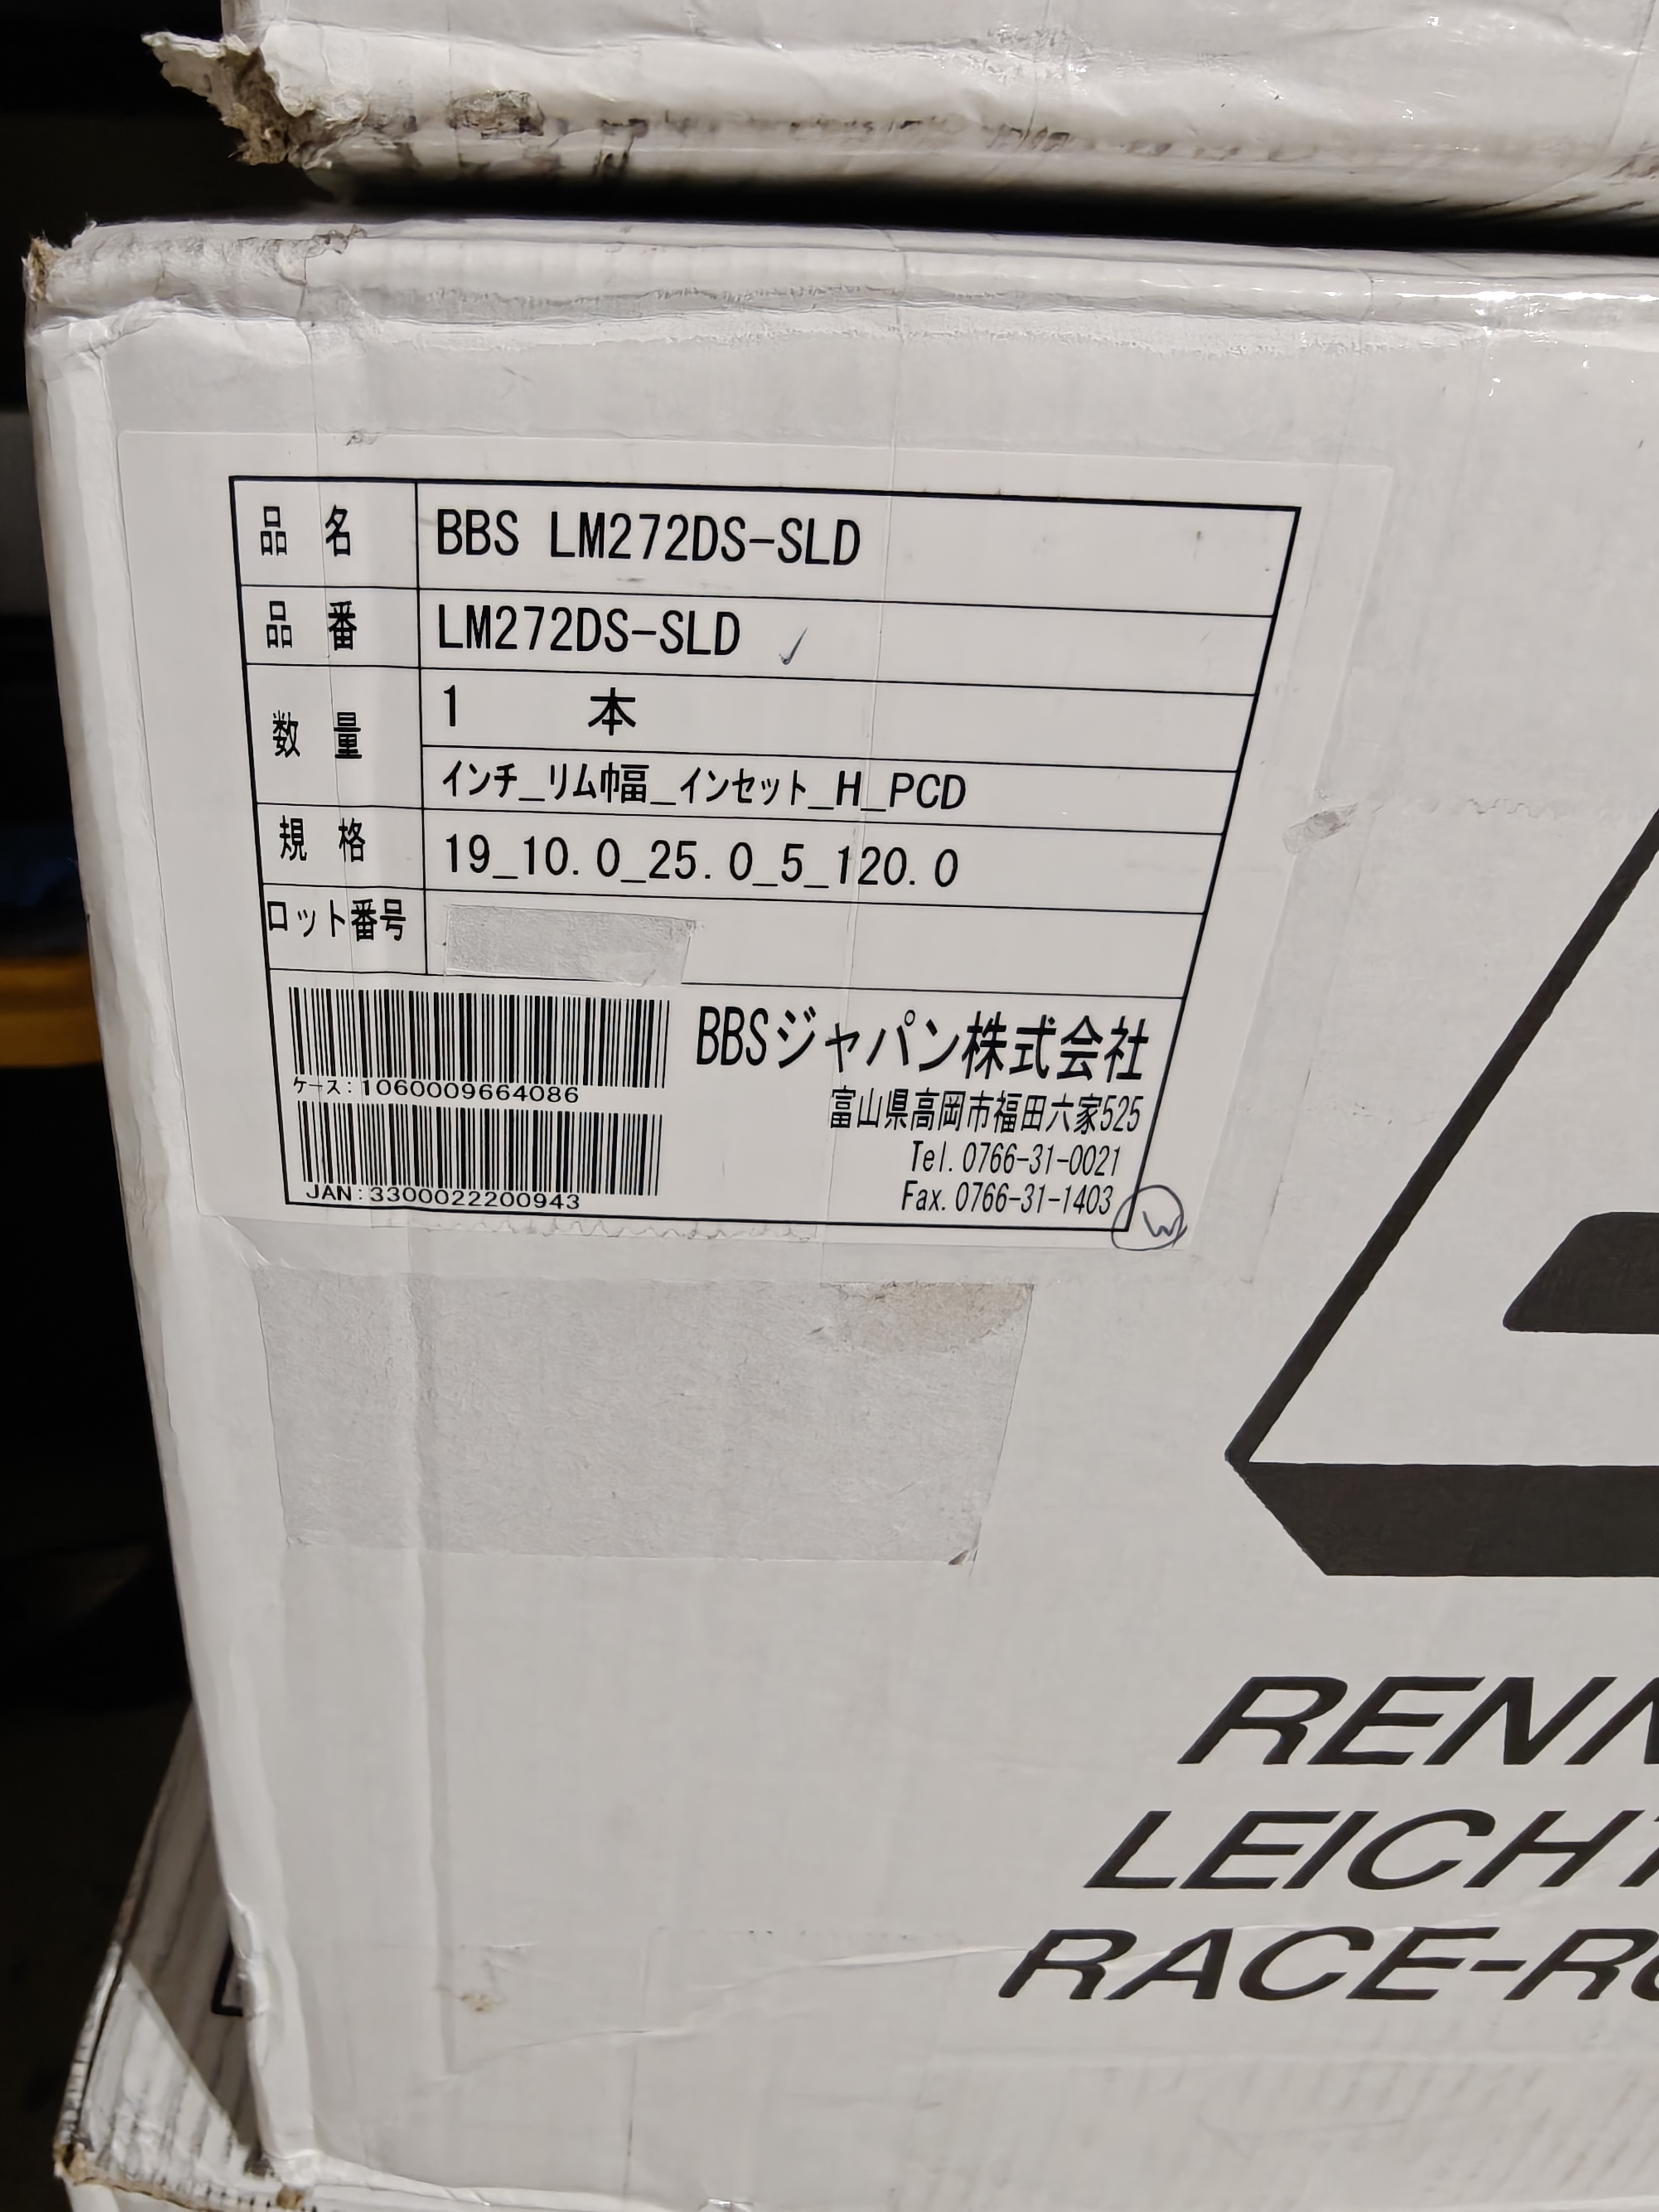 品名 BBS LM272DS-SLD
品番 LM272DS-SLD
数量 1 本
インチ_リム巾幅_インセット_H_PCD
規格 19_10.0_25.0_5_120.0
ロット番号
BBSジャパン株式会社
富山県高岡市福田六家525
Tel.0766-31-0021
Fax.0766-31-1403
ケース:1060009664086
JAN:3300022200943
RENN
LEICHT
RACE-RO